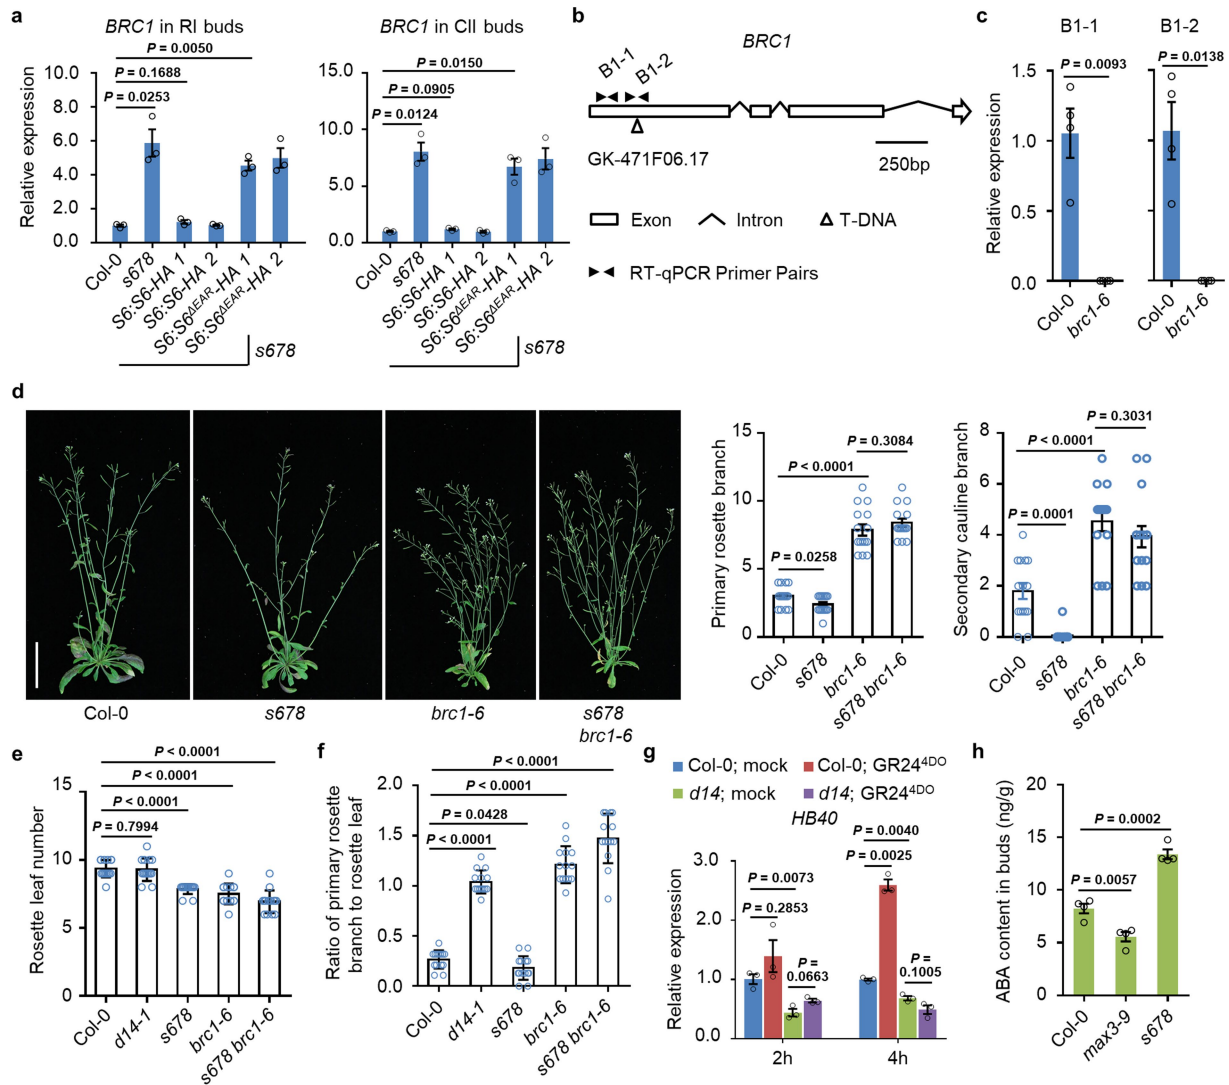 a
BRC1 in RI buds
P = 0.0050
P = 0.1688
P = 0.0253
Relative expression
10.0
8.0
6.0
4.0
2.0
0.0
Col-0
s678
S6:S6-HA 1
S6:S6-HA 2
S6:S6ΔEAR-HA 1
S6:S6ΔEAR-HA 2
s678
BRC1 in CII buds
P = 0.0150
P = 0.0905
P = 0.0124
15.0
10.0
5.0
0.0
Col-0
s678
S6:S6-HA 1
S6:S6-HA 2
S6:S6ΔEAR-HA 1
S6:S6ΔEAR-HA 2
s678
b
BRC1
B1-1
B1-2
GK-471F06.17
250bp
Exon
Intron
T-DNA
RT-qPCR Primer Pairs
c
B1-1
B1-2
P = 0.0093
P = 0.0138
Relative expression
1.5
1.0
0.5
0.0
Col-0
brc1-6
Col-0
brc1-6
d
Col-0
s678
brc1-6
s678
brc1-6
Primary rosette branch
15
10
5
0
P = 0.3084
P < 0.0001
P = 0.0258
Col-0
s678
brc1-6
s678 brc1-6
Secondary cauline branch
8
6
4
2
0
P = 0.3031
P < 0.0001
P = 0.0001
Col-0
s678
brc1-6
s678 brc1-6
e
P < 0.0001
P < 0.0001
P < 0.0001
P = 0.7994
Rosette leaf number
15
10
5
0
Col-0
d14-1
s678
brc1-6
s678 brc1-6
f
P < 0.0001
P < 0.0001
P = 0.0428
P < 0.0001
Ratio of primary rosette
branch to rosette leaf
2.0
1.5
1.0
0.5
0.0
Col-0
d14-1
s678
brc1-6
s678 brc1-6
g
Col-0; mock
Col-0; GR24⁴ᴰᴼ
d14; mock
d14; GR24⁴ᴰᴼ
HB40
P = 0.0040
P = 0.0025
P = 0.0073
P = 0.2853
P =
0.0663
P =
0.1005
Relative expression
3.0
2.0
1.0
0.0
2h
4h
h
ABA content in buds (ng/g)
20
15
10
5
0
P = 0.0002
P = 0.0057
Col-0
max3-9
s678